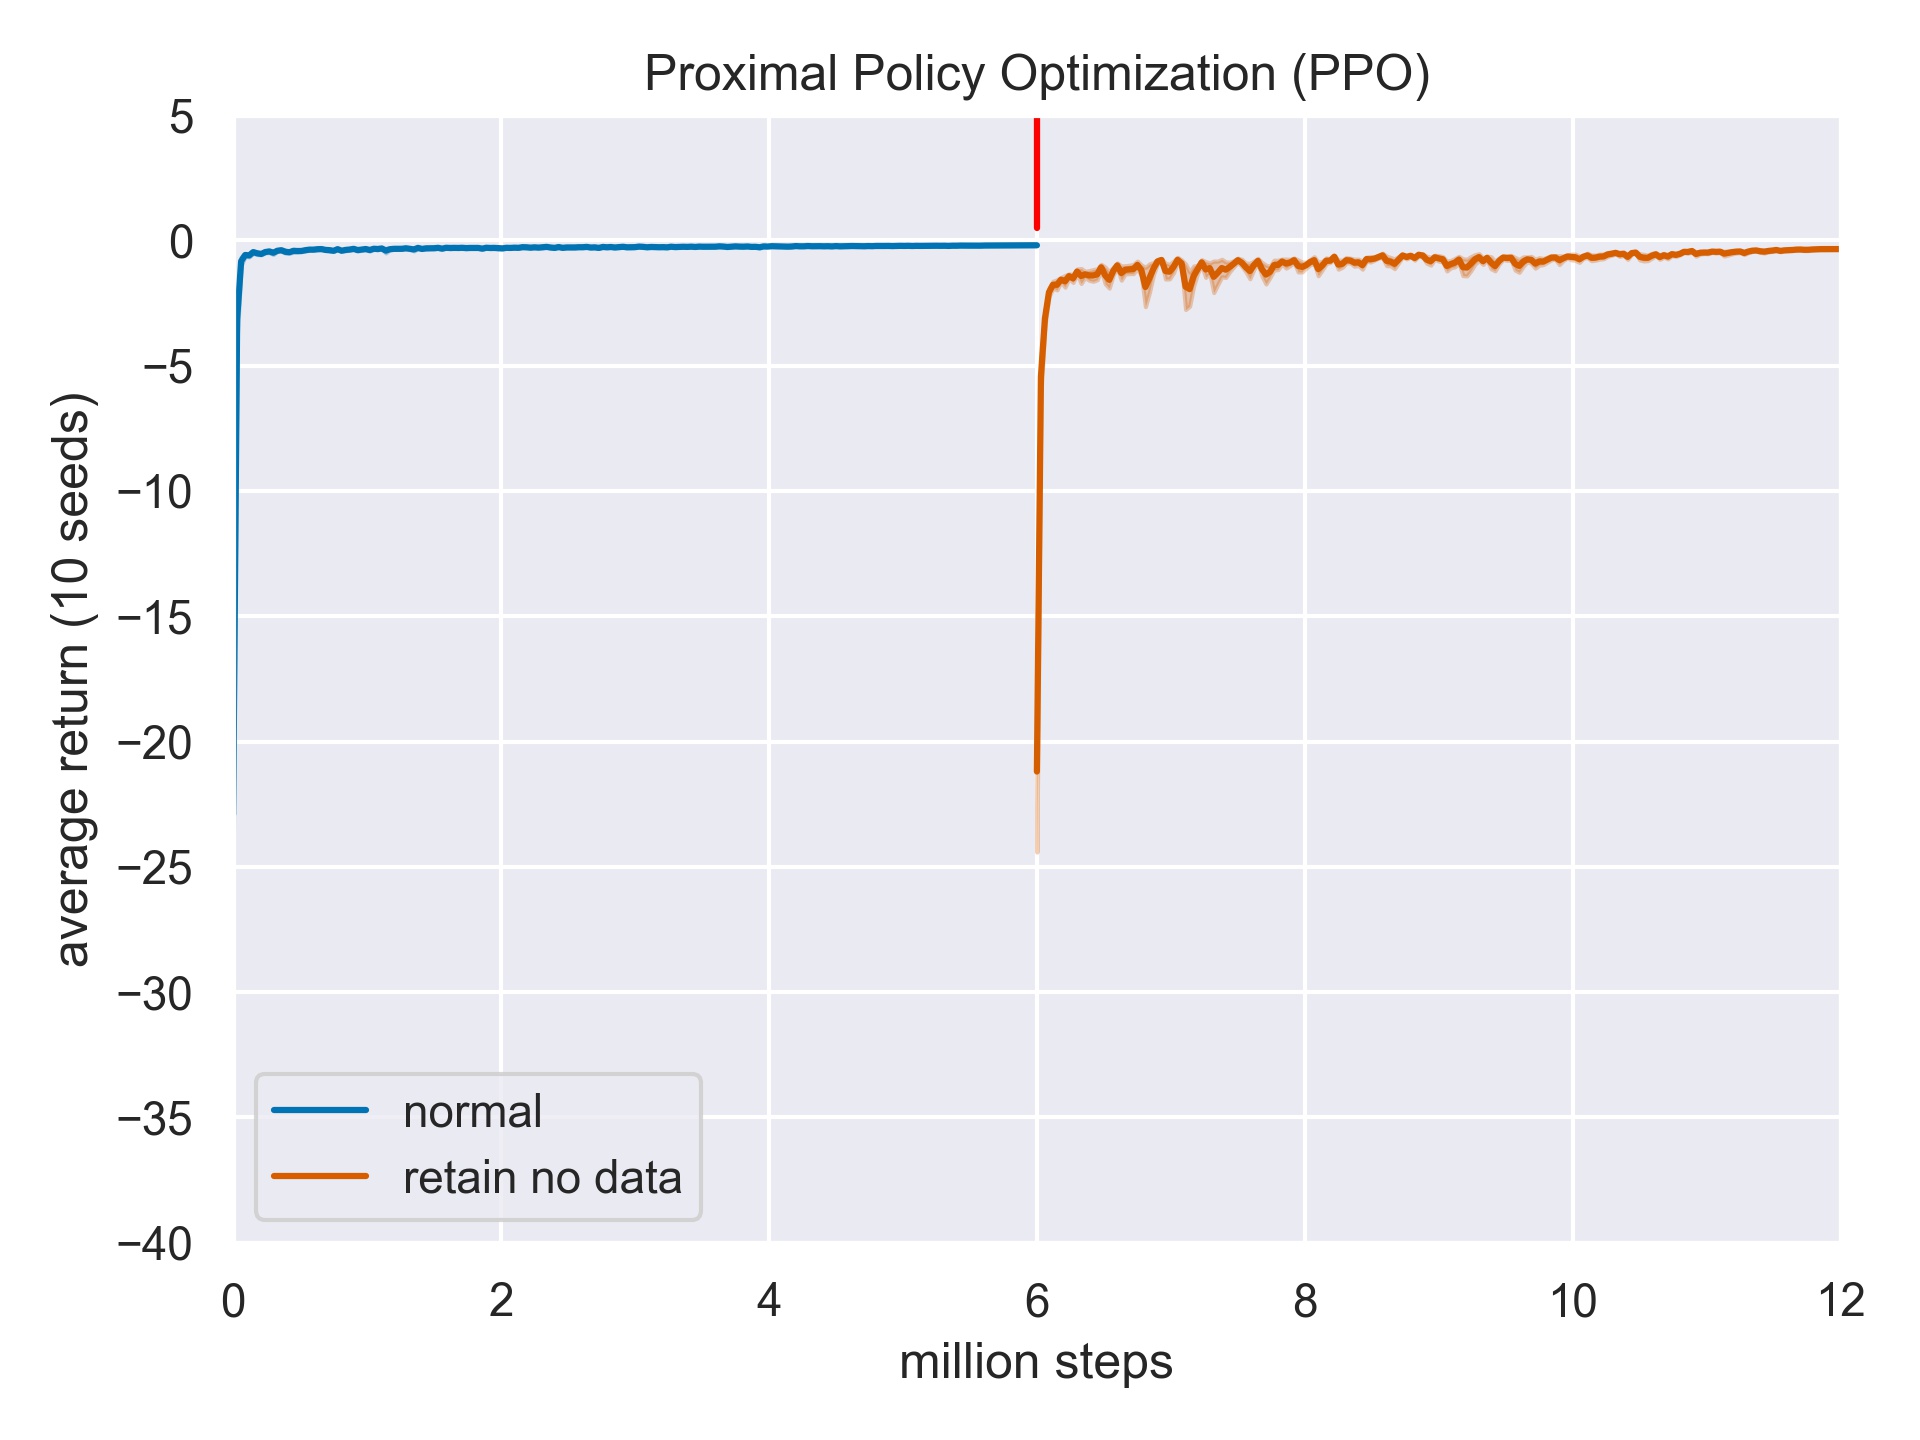 Proximal Policy Optimization (PPO)
5
0
−5
−10
−15
−20
−25
−30
−35
−40
average return (10 seeds)
normal
retain no data
0 2 4 6 8 10 12
million steps